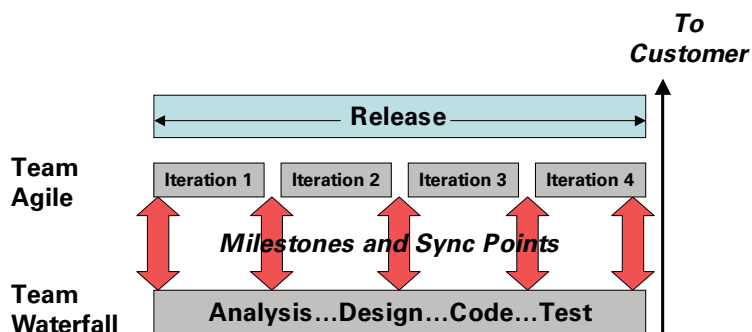 To
Customer
Release
Team
Agile
Iteration 1
Iteration 2
Iteration 3
Iteration 4
Milestones and Sync Points
Team
Waterfall
Analysis...Design...Code...Test